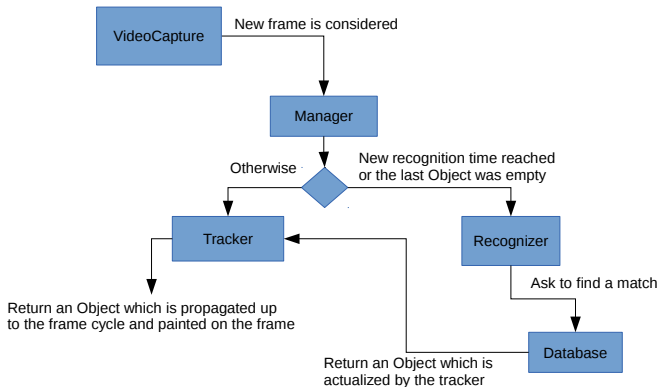 New frame is considered
VideoCapture
Manager
Otherwise
New recognition time reached
or the last Object was empty
Tracker
Recognizer
Ask to find a match
Return an Object which is propagated up
to the frame cycle and painted on the frame
Database
Return an Object which is
actualized by the tracker